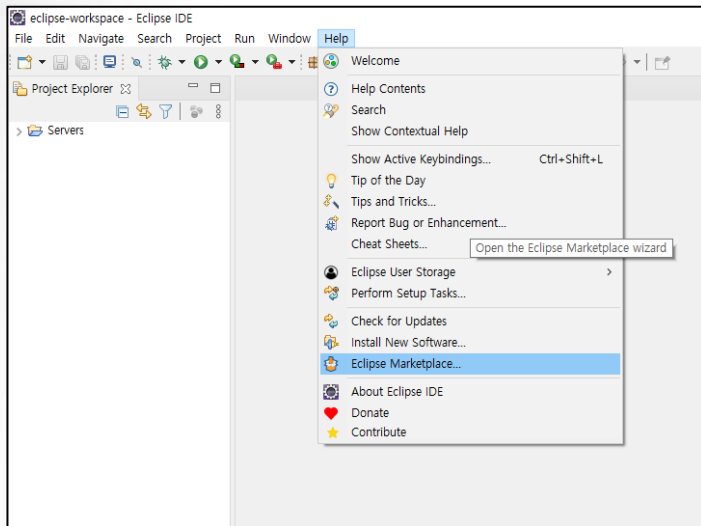 eclipse-workspace - Eclipse IDE
File Edit Navigate Search Project Run Window Help
Project Explorer
Servers
Welcome
Help Contents
Search
Show Contextual Help
Show Active Keybindings... Ctrl+Shift+L
Tip of the Day
Tips and Tricks...
Report Bug or Enhancement...
Cheat Sheets...
Open the Eclipse Marketplace wizard
Eclipse User Storage
Perform Setup Tasks...
Check for Updates
Install New Software...
Eclipse Marketplace...
About Eclipse IDE
Donate
Contribute